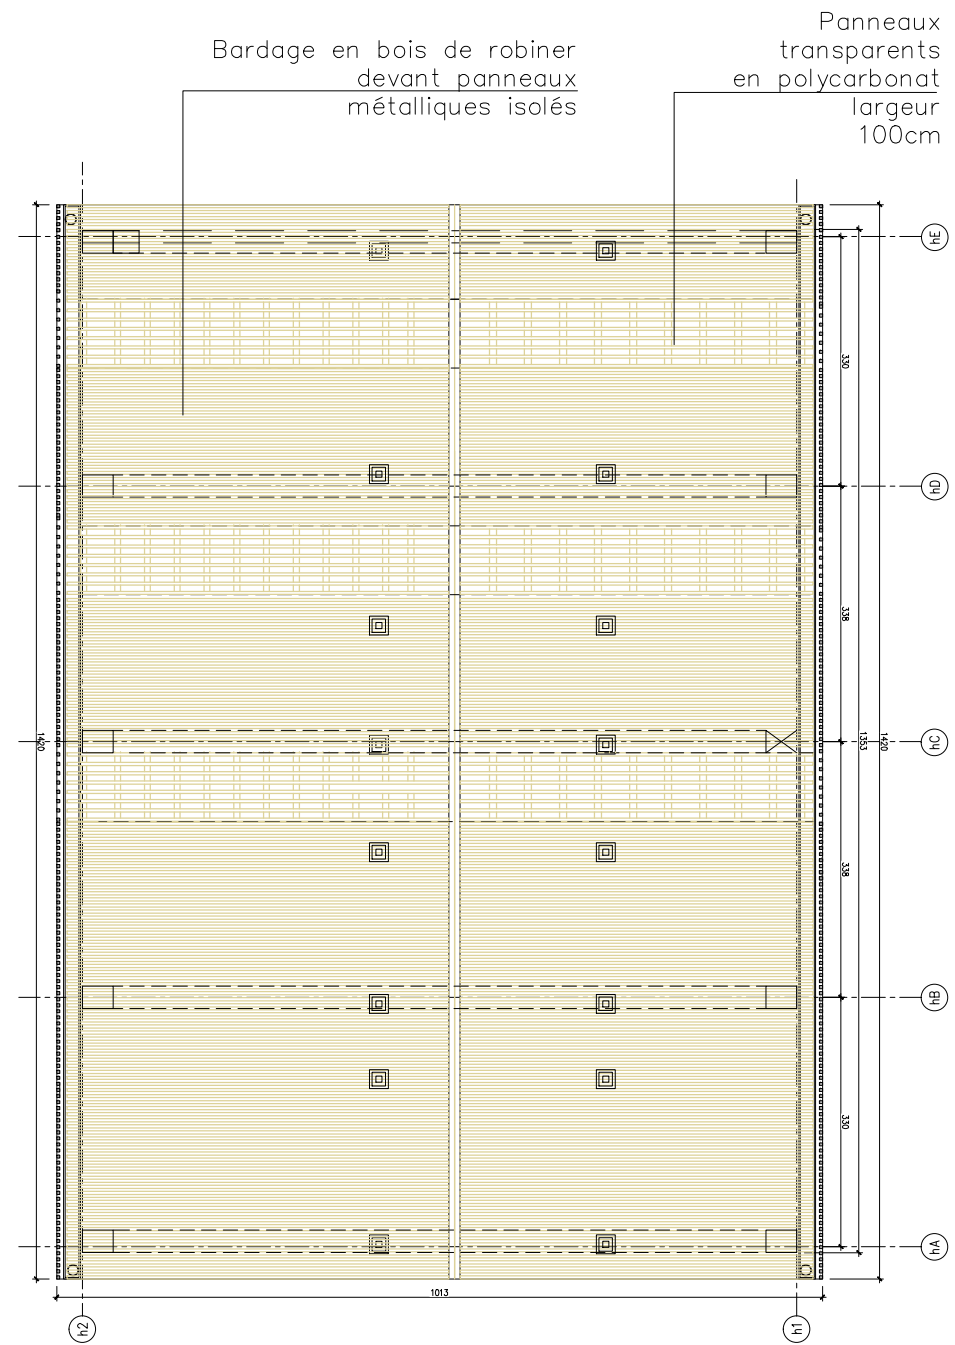 Panneaux
transparents
en polycarbonat
largeur
100cm
Bardage en bois de robiner
devant panneaux
métalliques isolés
hE
330
hD
338
1420
hC
1353
1420
338
hB
330
hA
1013
h2
h1